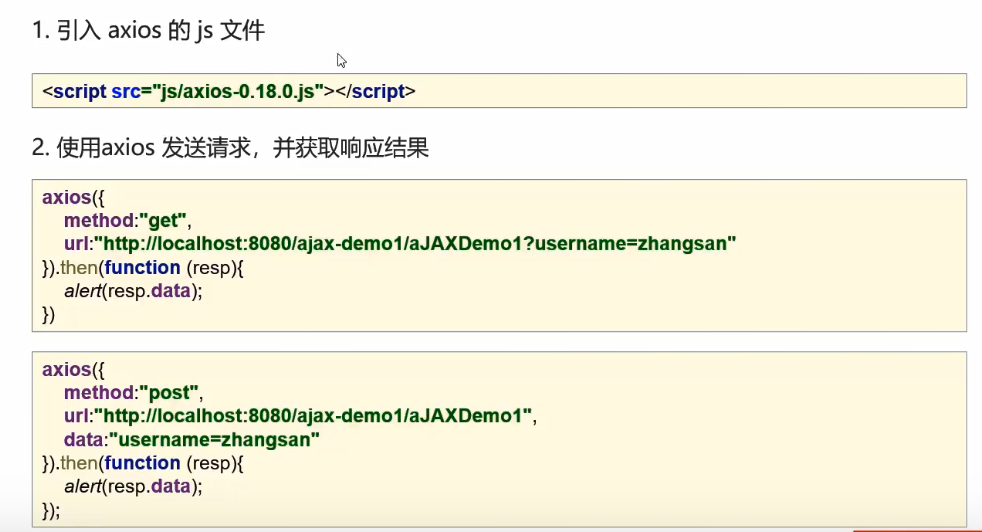 1. 引入 axios 的 js 文件
<script src="js/axios-0.18.0.js"></script>
2. 使用axios 发送请求，并获取响应结果
axios({
method:"get",
url:"http://localhost:8080/ajax-demo1/aJAXDemo1?username=zhangsan"
}).then(function (resp){
alert(resp.data);
})
axios({
method:"post",
url:"http://localhost:8080/ajax-demo1/aJAXDemo1",
data:"username=zhangsan"
}).then(function (resp){
alert(resp.data);
});